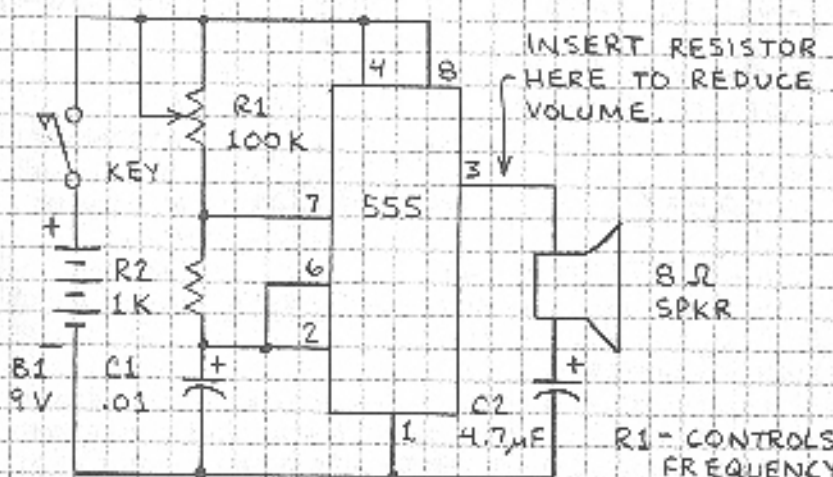 INSERT RESISTOR
HERE TO REDUCE
VOLUME.
4
8
R1
100K
3
KEY
7
555
+
6
R2
1K
8 Ω
SPKR
2
−
B1
9V
C1
.01
+
+
C2
4.7µF
1
R1 - CONTROLS
FREQUENCY